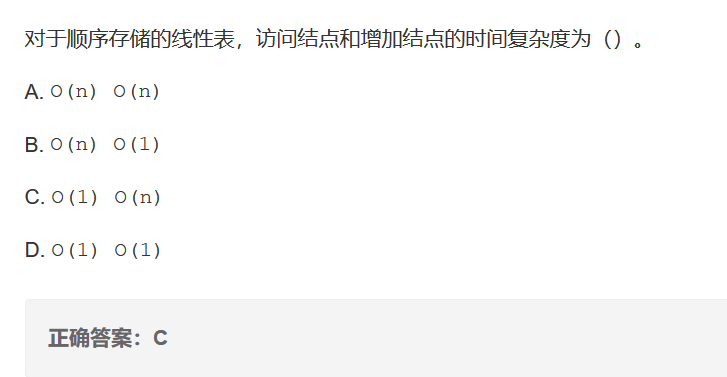 对于顺序存储的线性表，访问结点和增加结点的时间复杂度为（）。
A. O(n) O(n)
B. O(n) O(1)
C. O(1) O(n)
D. O(1) O(1)
正确答案：C